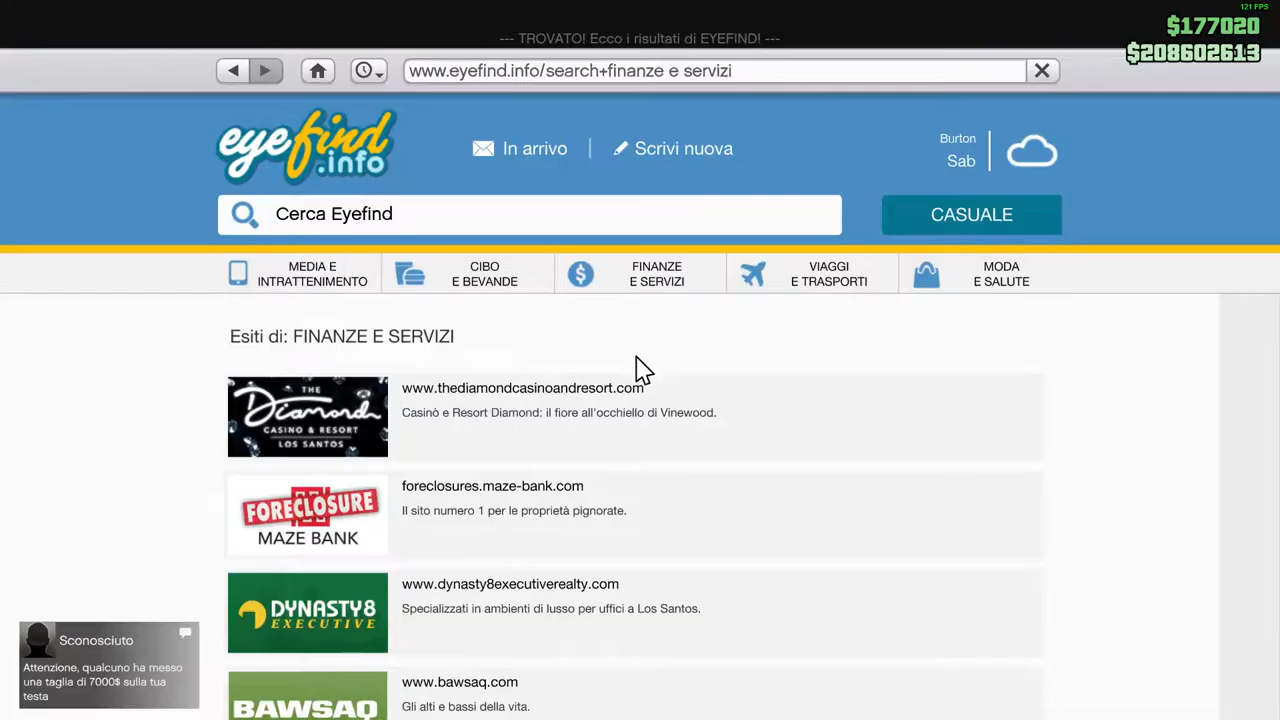 121 FPS
$177020
$208602613
--- TROVATO! Ecco i risultati di EYEFIND! ---
www.eyefind.info/search+finanze e servizi
eyefind
.info
In arrivo
Scrivi nuova
Burton
Sab
Cerca Eyefind
CASUALE
MEDIA E
INTRATTENIMENTO
CIBO
E BEVANDE
FINANZE
E SERVIZI
VIAGGI
E TRASPORTI
MODA
E SALUTE
Esiti di: FINANZE E SERVIZI
THE
Diamond
CASINO & RESORT
LOS SANTOS
www.thediamondcasinoandresort.com
Casinò e Resort Diamond: il fiore all'occhiello di Vinewood.
FORECLOSURE
MAZE BANK
foreclosures.maze-bank.com
Il sito numero 1 per le proprietà pignorate.
DYNASTY8
EXECUTIVE
www.dynasty8executiverealty.com
Specializzati in ambienti di lusso per uffici a Los Santos.
BAWSAQ
www.bawsaq.com
Gli alti e bassi della vita.
Sconosciuto
Attenzione, qualcuno ha messo
una taglia di 7000$ sulla tua
testa